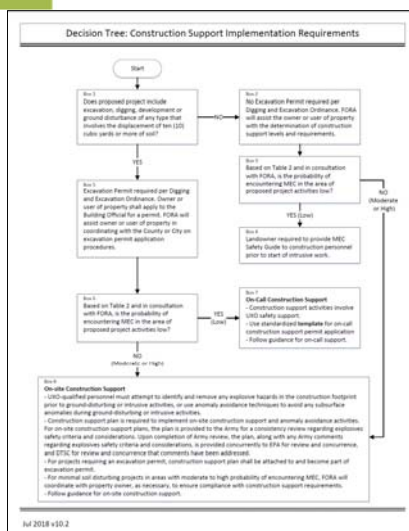 Decision Tree: Construction Support Implementation Requirements
Start
Does proposed project include
excavation, digging, development or
ground disturbance of any type that
involves the displacement of ten (10)
cubic yards or more of soil?
NO
Box 2
No Excavation Permit required per
Digging and Excavation Ordinance. FORA
will assist the owner or user of property
with the determination of construction
support levels and requirements.
YES
Based on Table 2 and in consultation
with FORA, is the probability of
encountering MEC in the area of
proposed project activities low?
NO
(Moderate
or High)
YES (Low)
Excavation Permit required per Digging
and Excavation Ordinance. Owner or
user of property shall apply to the
Building Official for a permit. FORA will
assist owner or user of property in
coordinating with the County or City on
excavation permit application
procedures.
Landowner required to provide MEC
Safety Guide to construction personnel
prior to start of intrusive work.
Based on Table 2 and in consultation
with FORA, is the probability of
encountering MEC in the area of
proposed project activities low?
YES
(Low)
Box 7
On-Call Construction Support
- Construction support activities involve
UXO safety support.
- Use standardized template for on-call
construction support permit application
- Follow guidance for on-call support.
NO
(Moderate or High)
On-site Construction Support
- UXO-qualified personnel must attempt to identify and remove any explosive hazards in the construction footprint
prior to ground-disturbing or intrusive activities, or use anomaly avoidance techniques to avoid any subsurface
anomalies during ground-disturbing or intrusive activities.
- Construction support plan is required to implement on-site construction support and anomaly avoidance activities.
For on-site construction support plans, the plan is provided to the Army for a consistency review regarding explosives
safety criteria and considerations. Upon completion of Army review, the plan, along with any Army comments
regarding explosives safety criteria and considerations, is provided concurrently to EPA for review and concurrence,
and DTSC for review and concurrence that comments have been addressed.
- For projects requiring an excavation permit, construction support plan shall be attached to and become part of
excavation permit.
- For minimal soil disturbing projects in areas with moderate to high probability of encountering MEC, FORA will
coordinate with property owner, as necessary, to ensure compliance with construction support requirements.
- Follow guidance for on-site construction support.
Jul 2018 v10.2